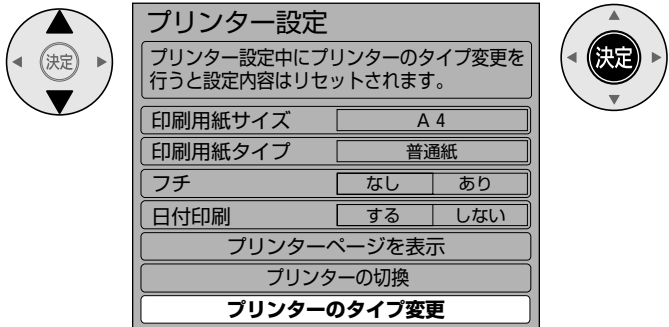 プリンター設定
決定
決定
プリンター設定中にプリンターのタイプ変更を
行うと設定内容はリセットされます。
印刷用紙サイズ A4
印刷用紙タイプ 普通紙
フチ なし あり
日付印刷 する しない
プリンターページを表示
プリンターの切換
プリンターのタイプ変更